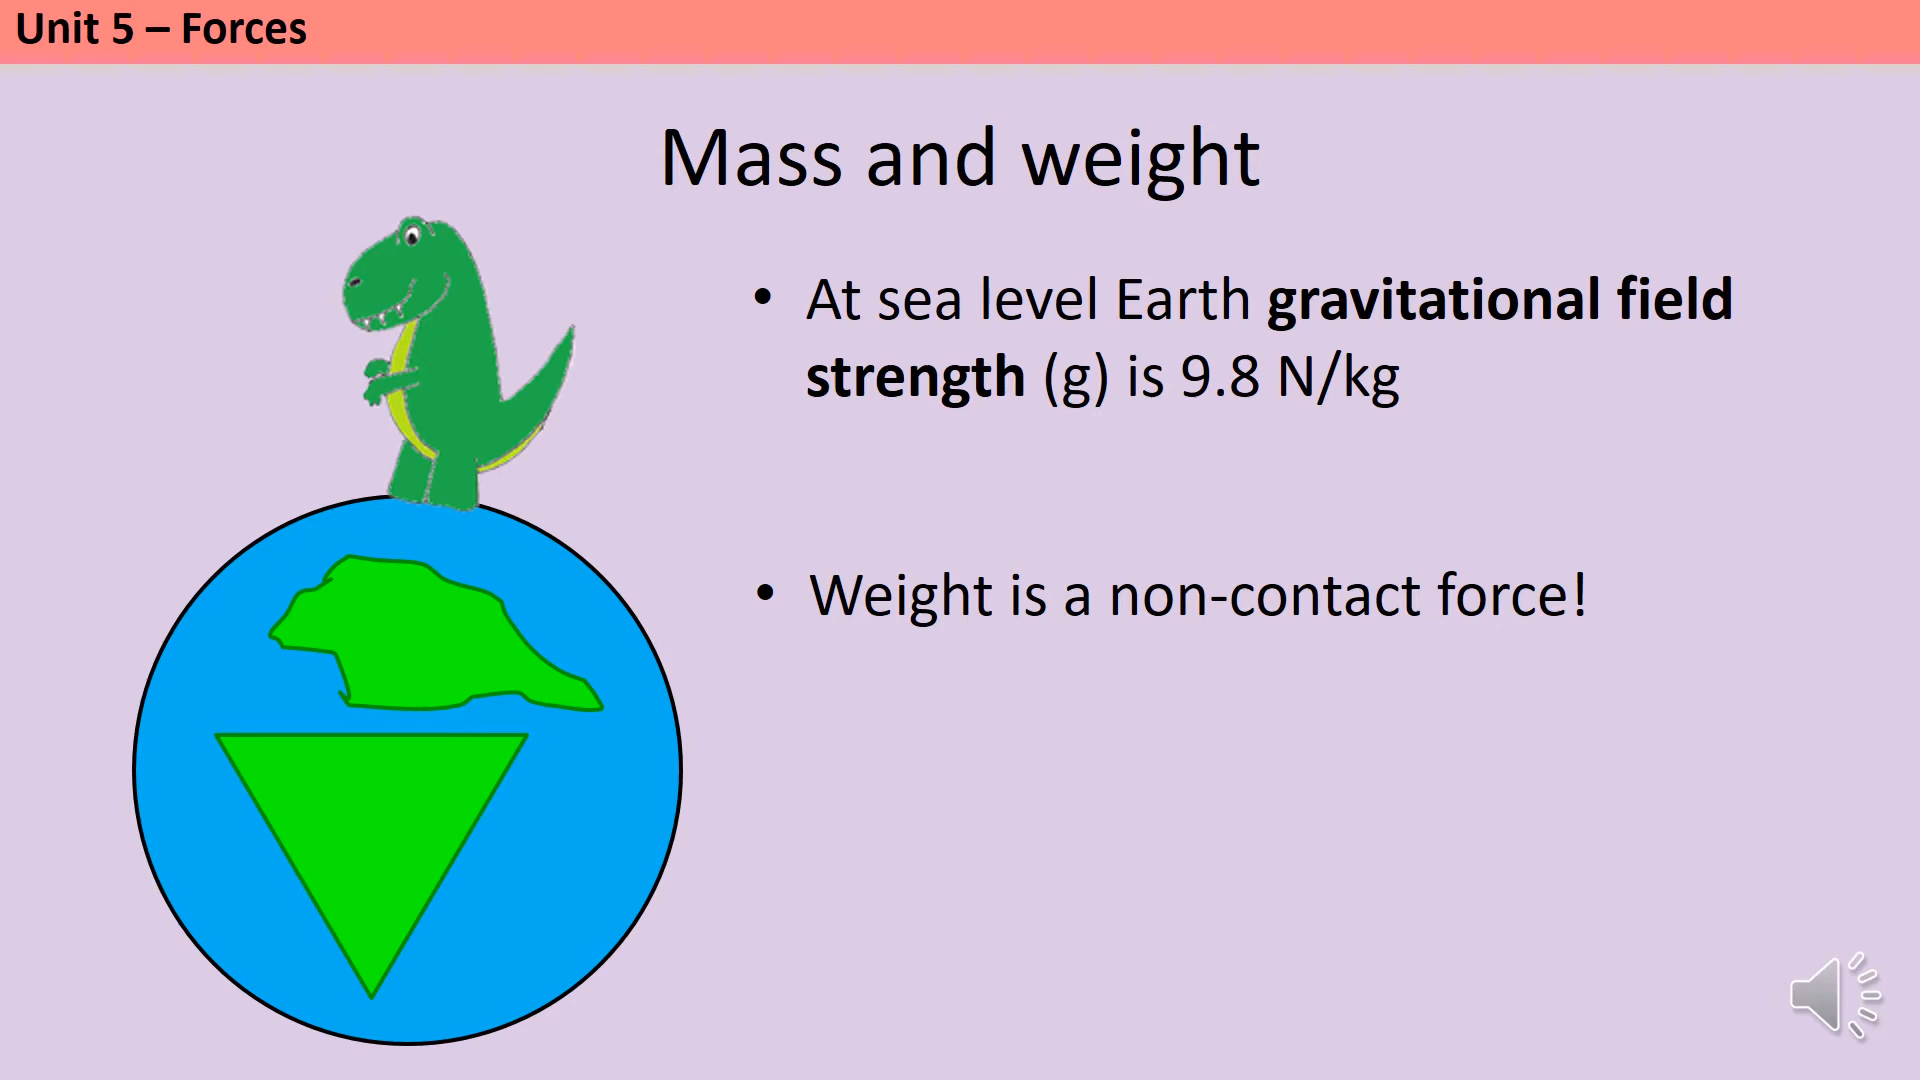 Unit 5 – Forces
Mass and weight
• At sea level Earth gravitational field
strength (g) is 9.8 N/kg
• Weight is a non-contact force!